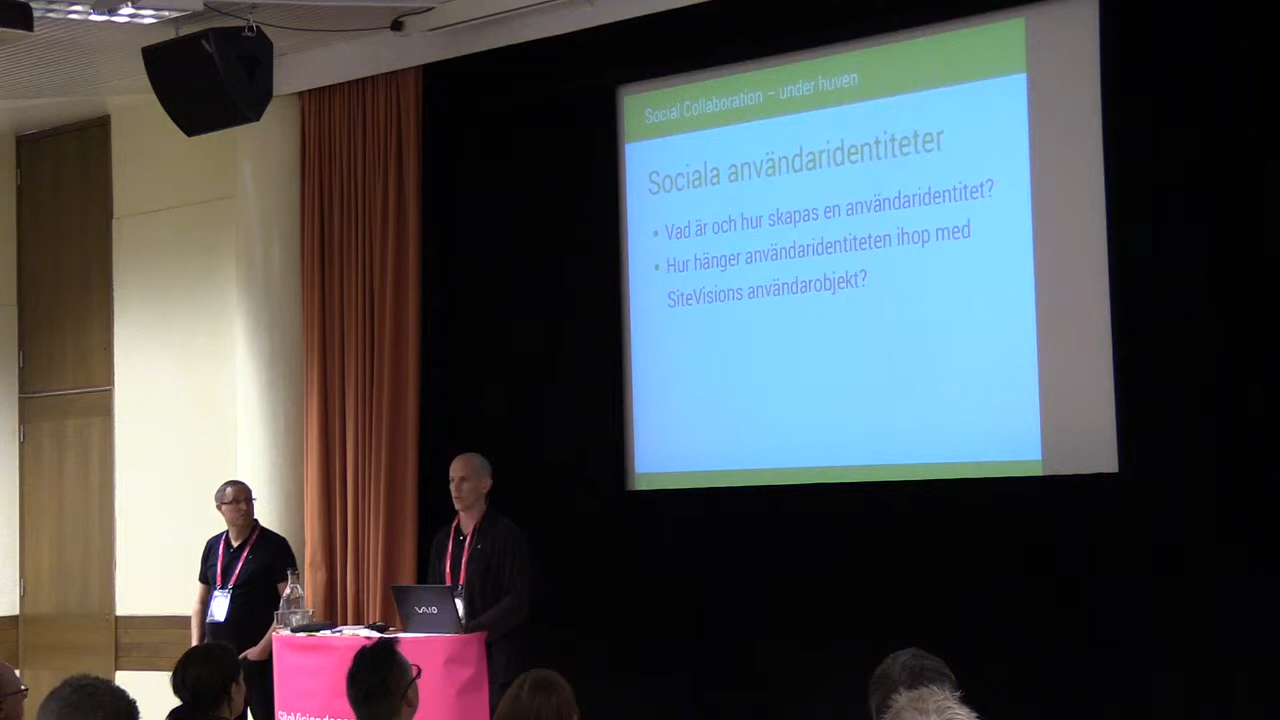 Social Collaboration – under huven
Sociala användaridentiteter
• Vad är och hur skapas en användaridentitet?
• Hur hänger användaridentiteten ihop med
SiteVisions användarobjekt?
VAIO